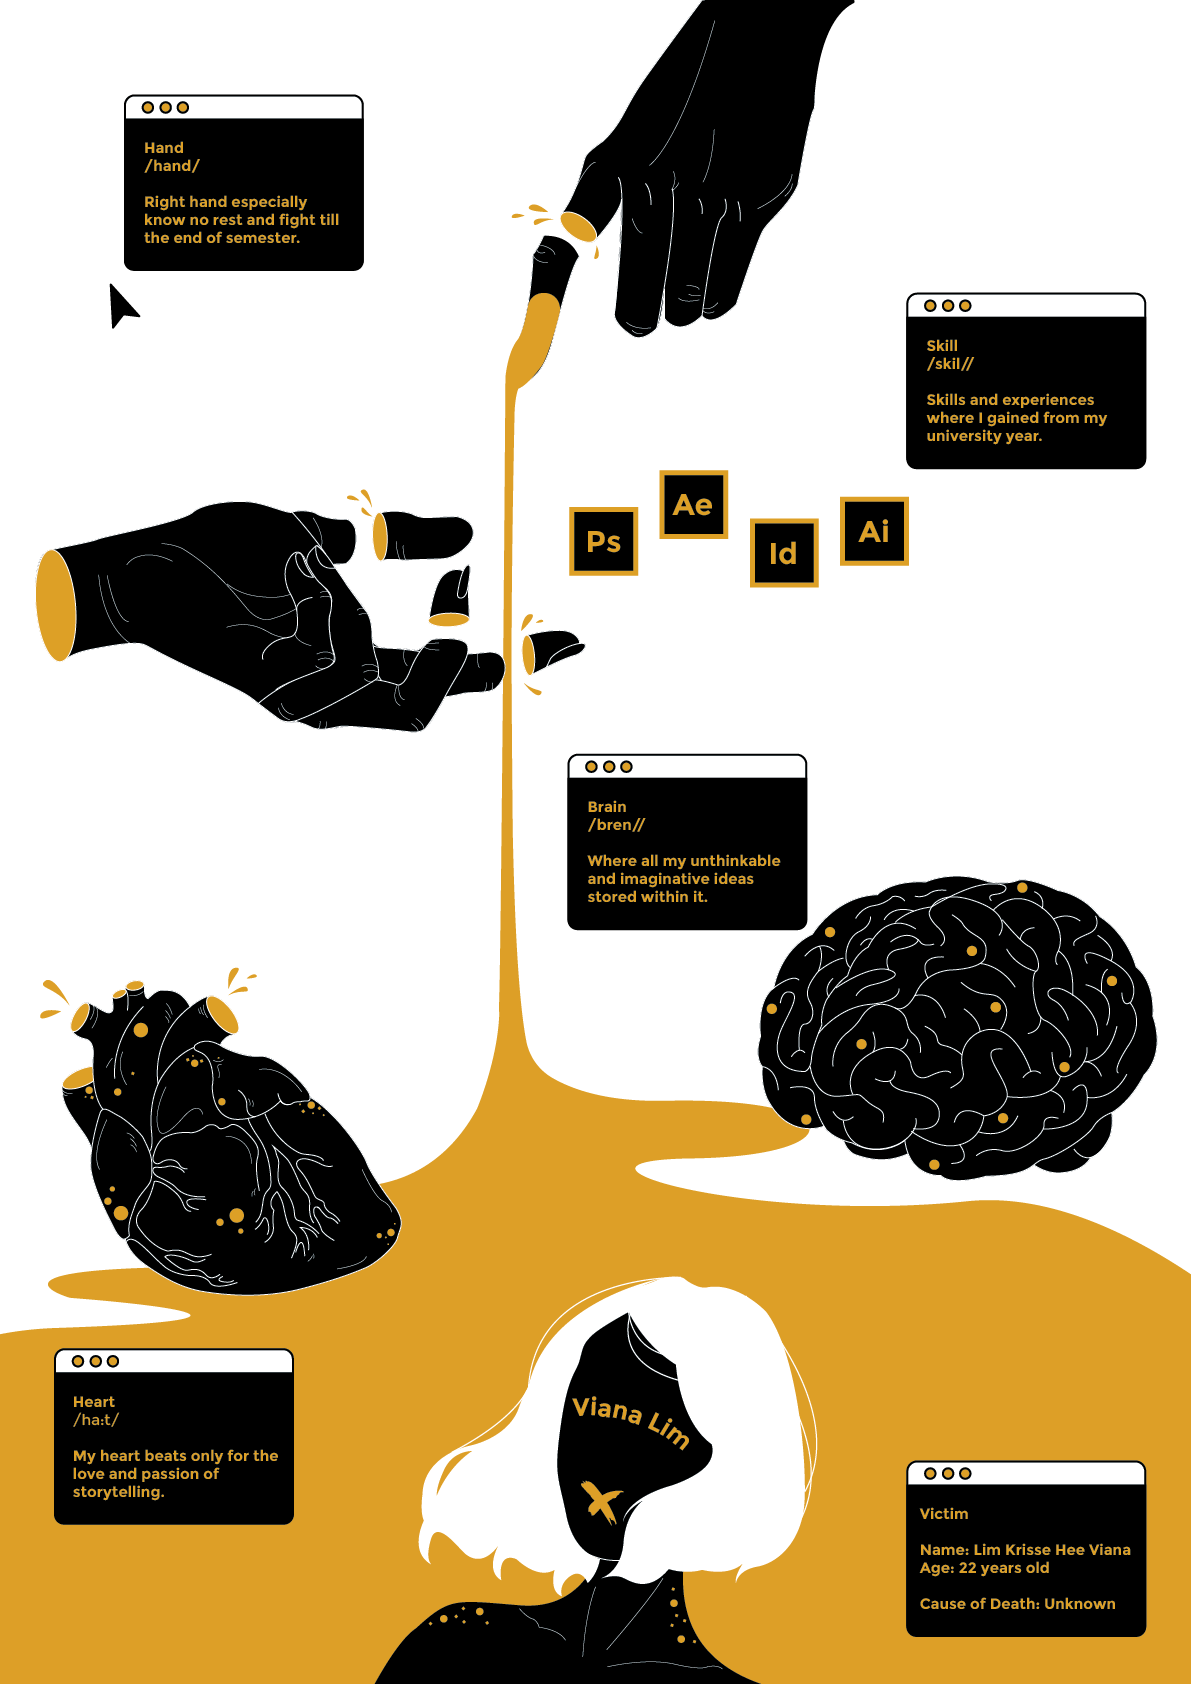 Hand
/hand/
Right hand especially
know no rest and fight till
the end of semester.
Skill
/skil//
Skills and experiences
where I gained from my
university year.
Ps
Ae
Id
Ai
Brain
/bren//
Where all my unthinkable
and imaginative ideas
stored within it.
Heart
/ha:t/
My heart beats only for the
love and passion of
storytelling.
Viana Lim
Victim
Name: Lim Krisse Hee Viana
Age: 22 years old
Cause of Death: Unknown